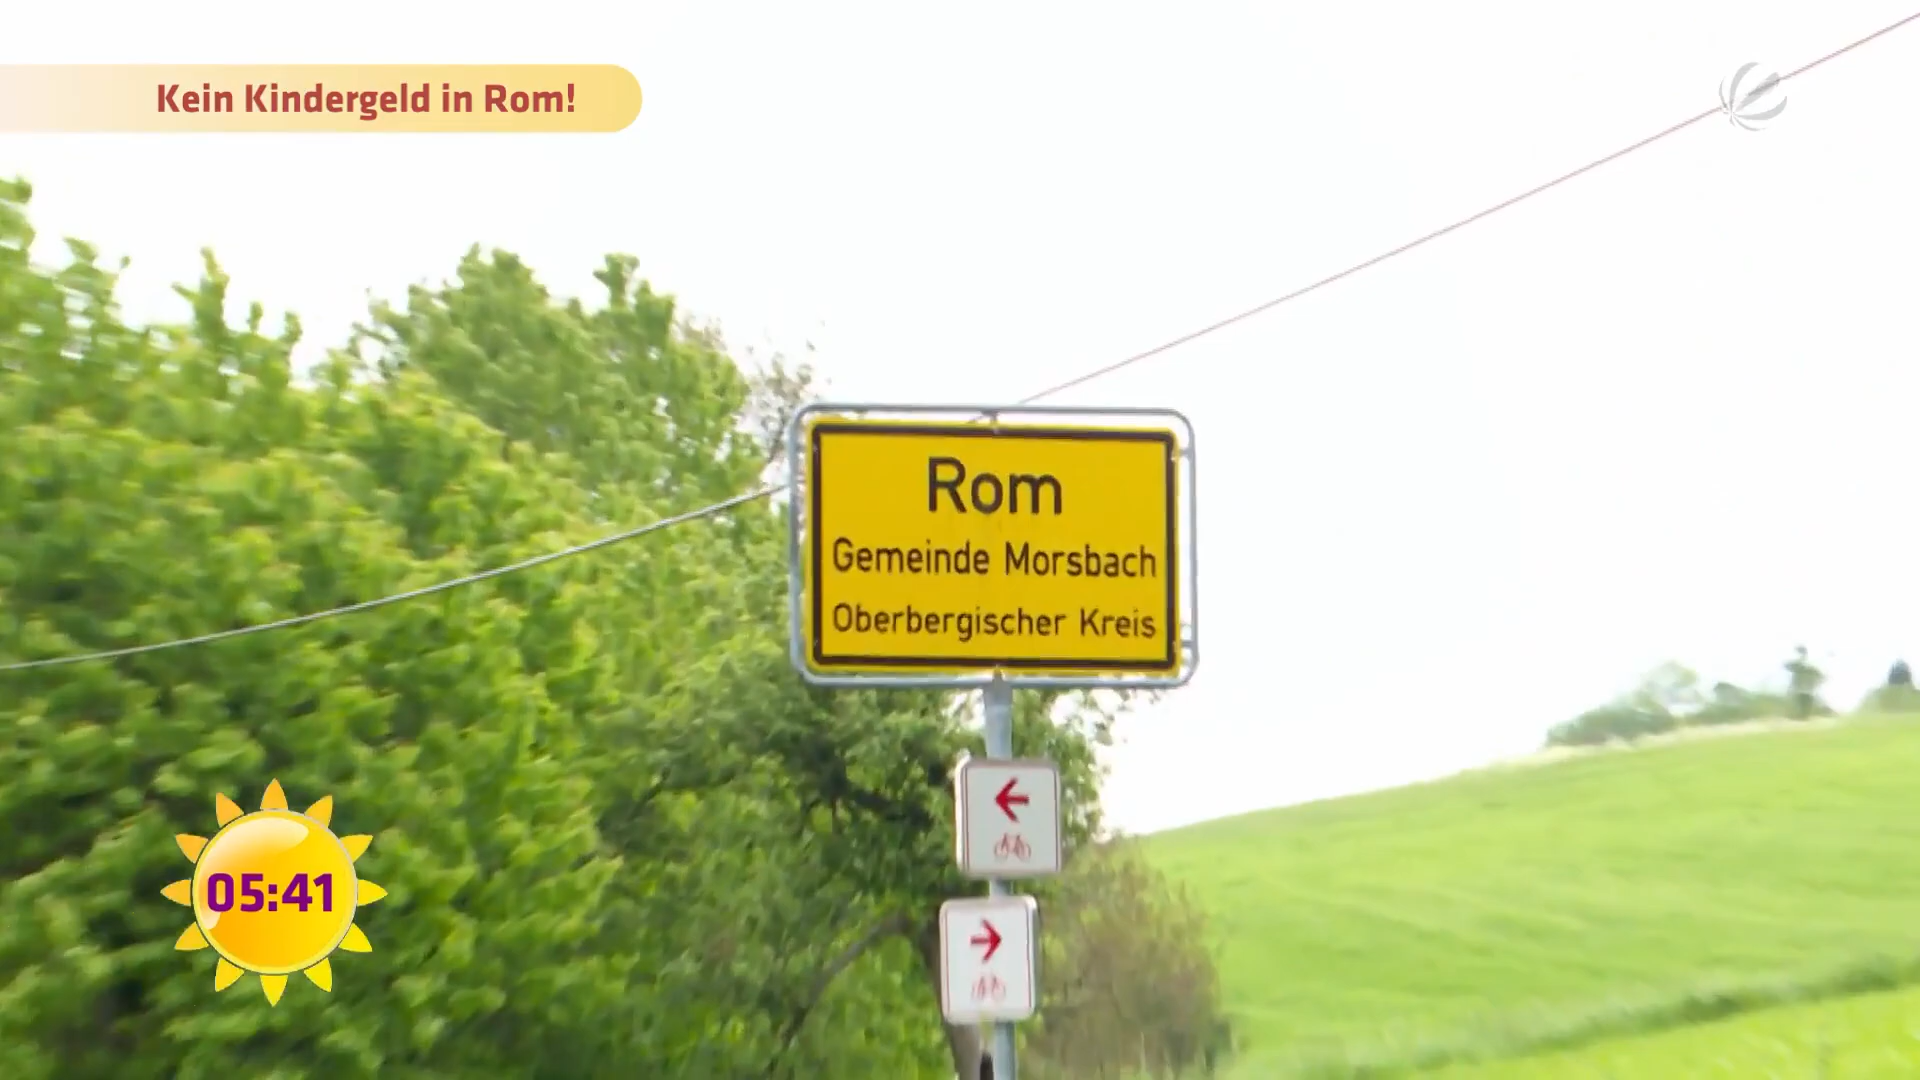 Kein Kindergeld in Rom!
Rom
Gemeinde Morsbach
Oberbergischer Kreis
05:41